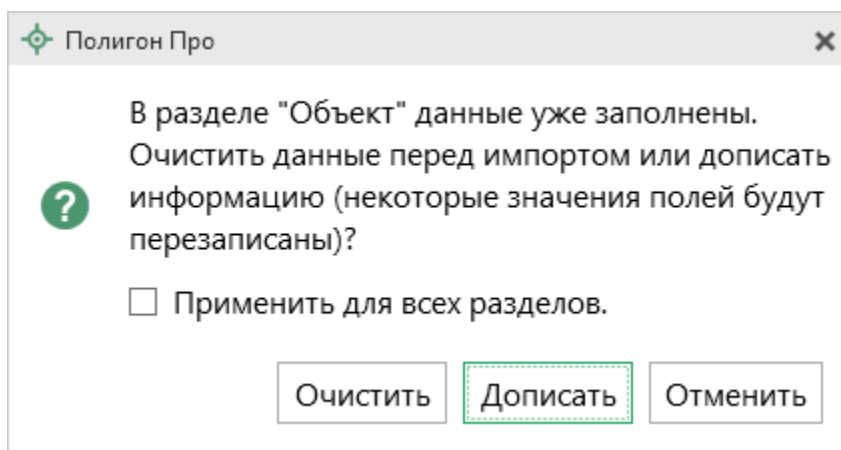 Полигон Про
В разделе "Объект" данные уже заполнены.
Очистить данные перед импортом или дописать
информацию (некоторые значения полей будут
перезаписаны)?
Применить для всех разделов.
Очистить Дописать Отменить